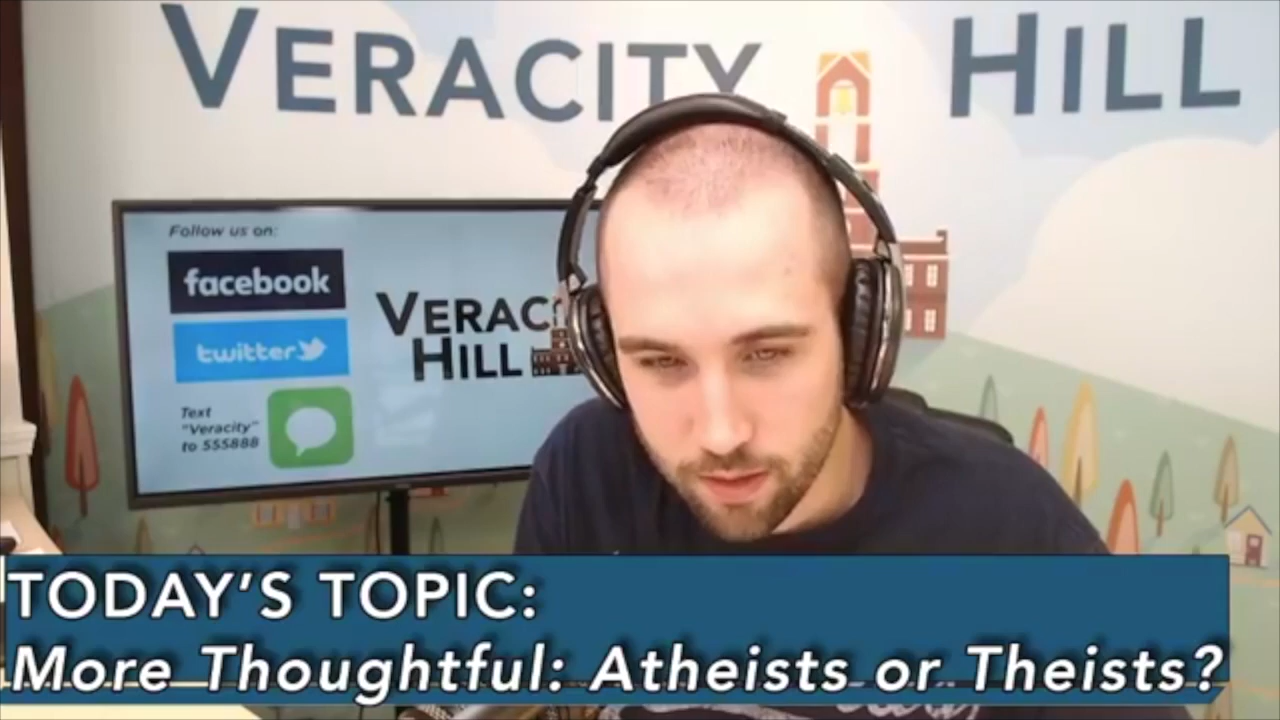 VERACITY HILL
Follow us on:
facebook
twitter
Text
"Veracity"
to 555888
VERACI
HILL
TODAY'S TOPIC:
More Thoughtful: Atheists or Theists?